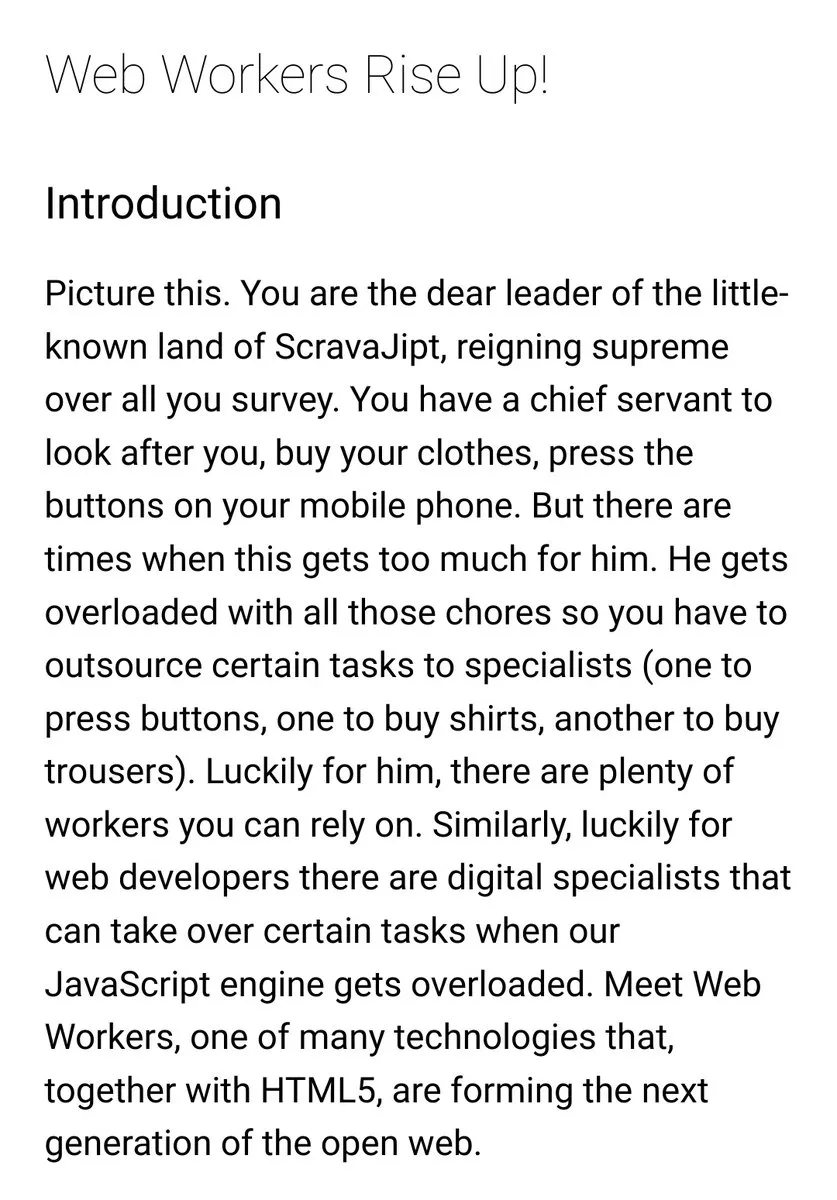 Web Workers Rise Up!
Introduction
Picture this. You are the dear leader of the little-
known land of ScravaJipt, reigning supreme
over all you survey. You have a chief servant to
look after you, buy your clothes, press the
buttons on your mobile phone. But there are
times when this gets too much for him. He gets
overloaded with all those chores so you have to
outsource certain tasks to specialists (one to
press buttons, one to buy shirts, another to buy
trousers). Luckily for him, there are plenty of
workers you can rely on. Similarly, luckily for
web developers there are digital specialists that
can take over certain tasks when our
JavaScript engine gets overloaded. Meet Web
Workers, one of many technologies that,
together with HTML5, are forming the next
generation of the open web.